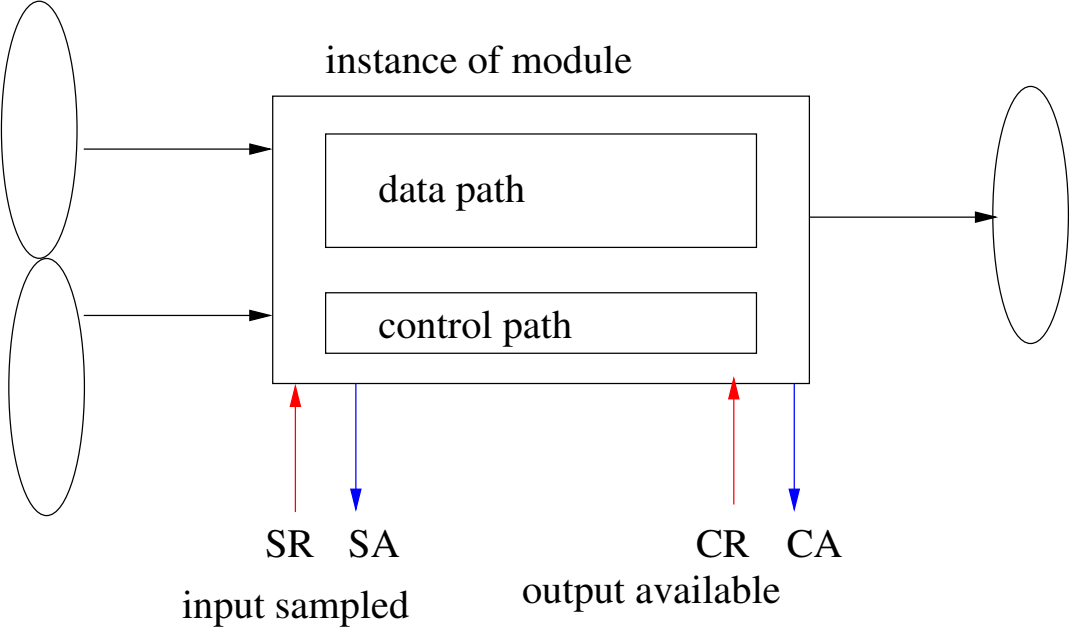 instance of module
data path
control path
SR SA CR CA
input sampled
output available